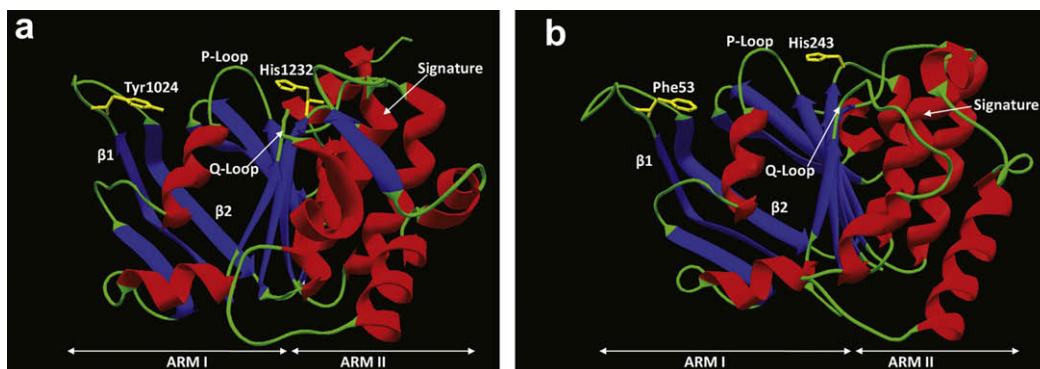 a
P-Loop
His1232
Tyr1024
Signature
β1
Q-Loop
β2
ARM I
ARM II
b
His243
P-Loop
Phe53
Signature
β1
Q-Loop
β2
ARM I
ARM II